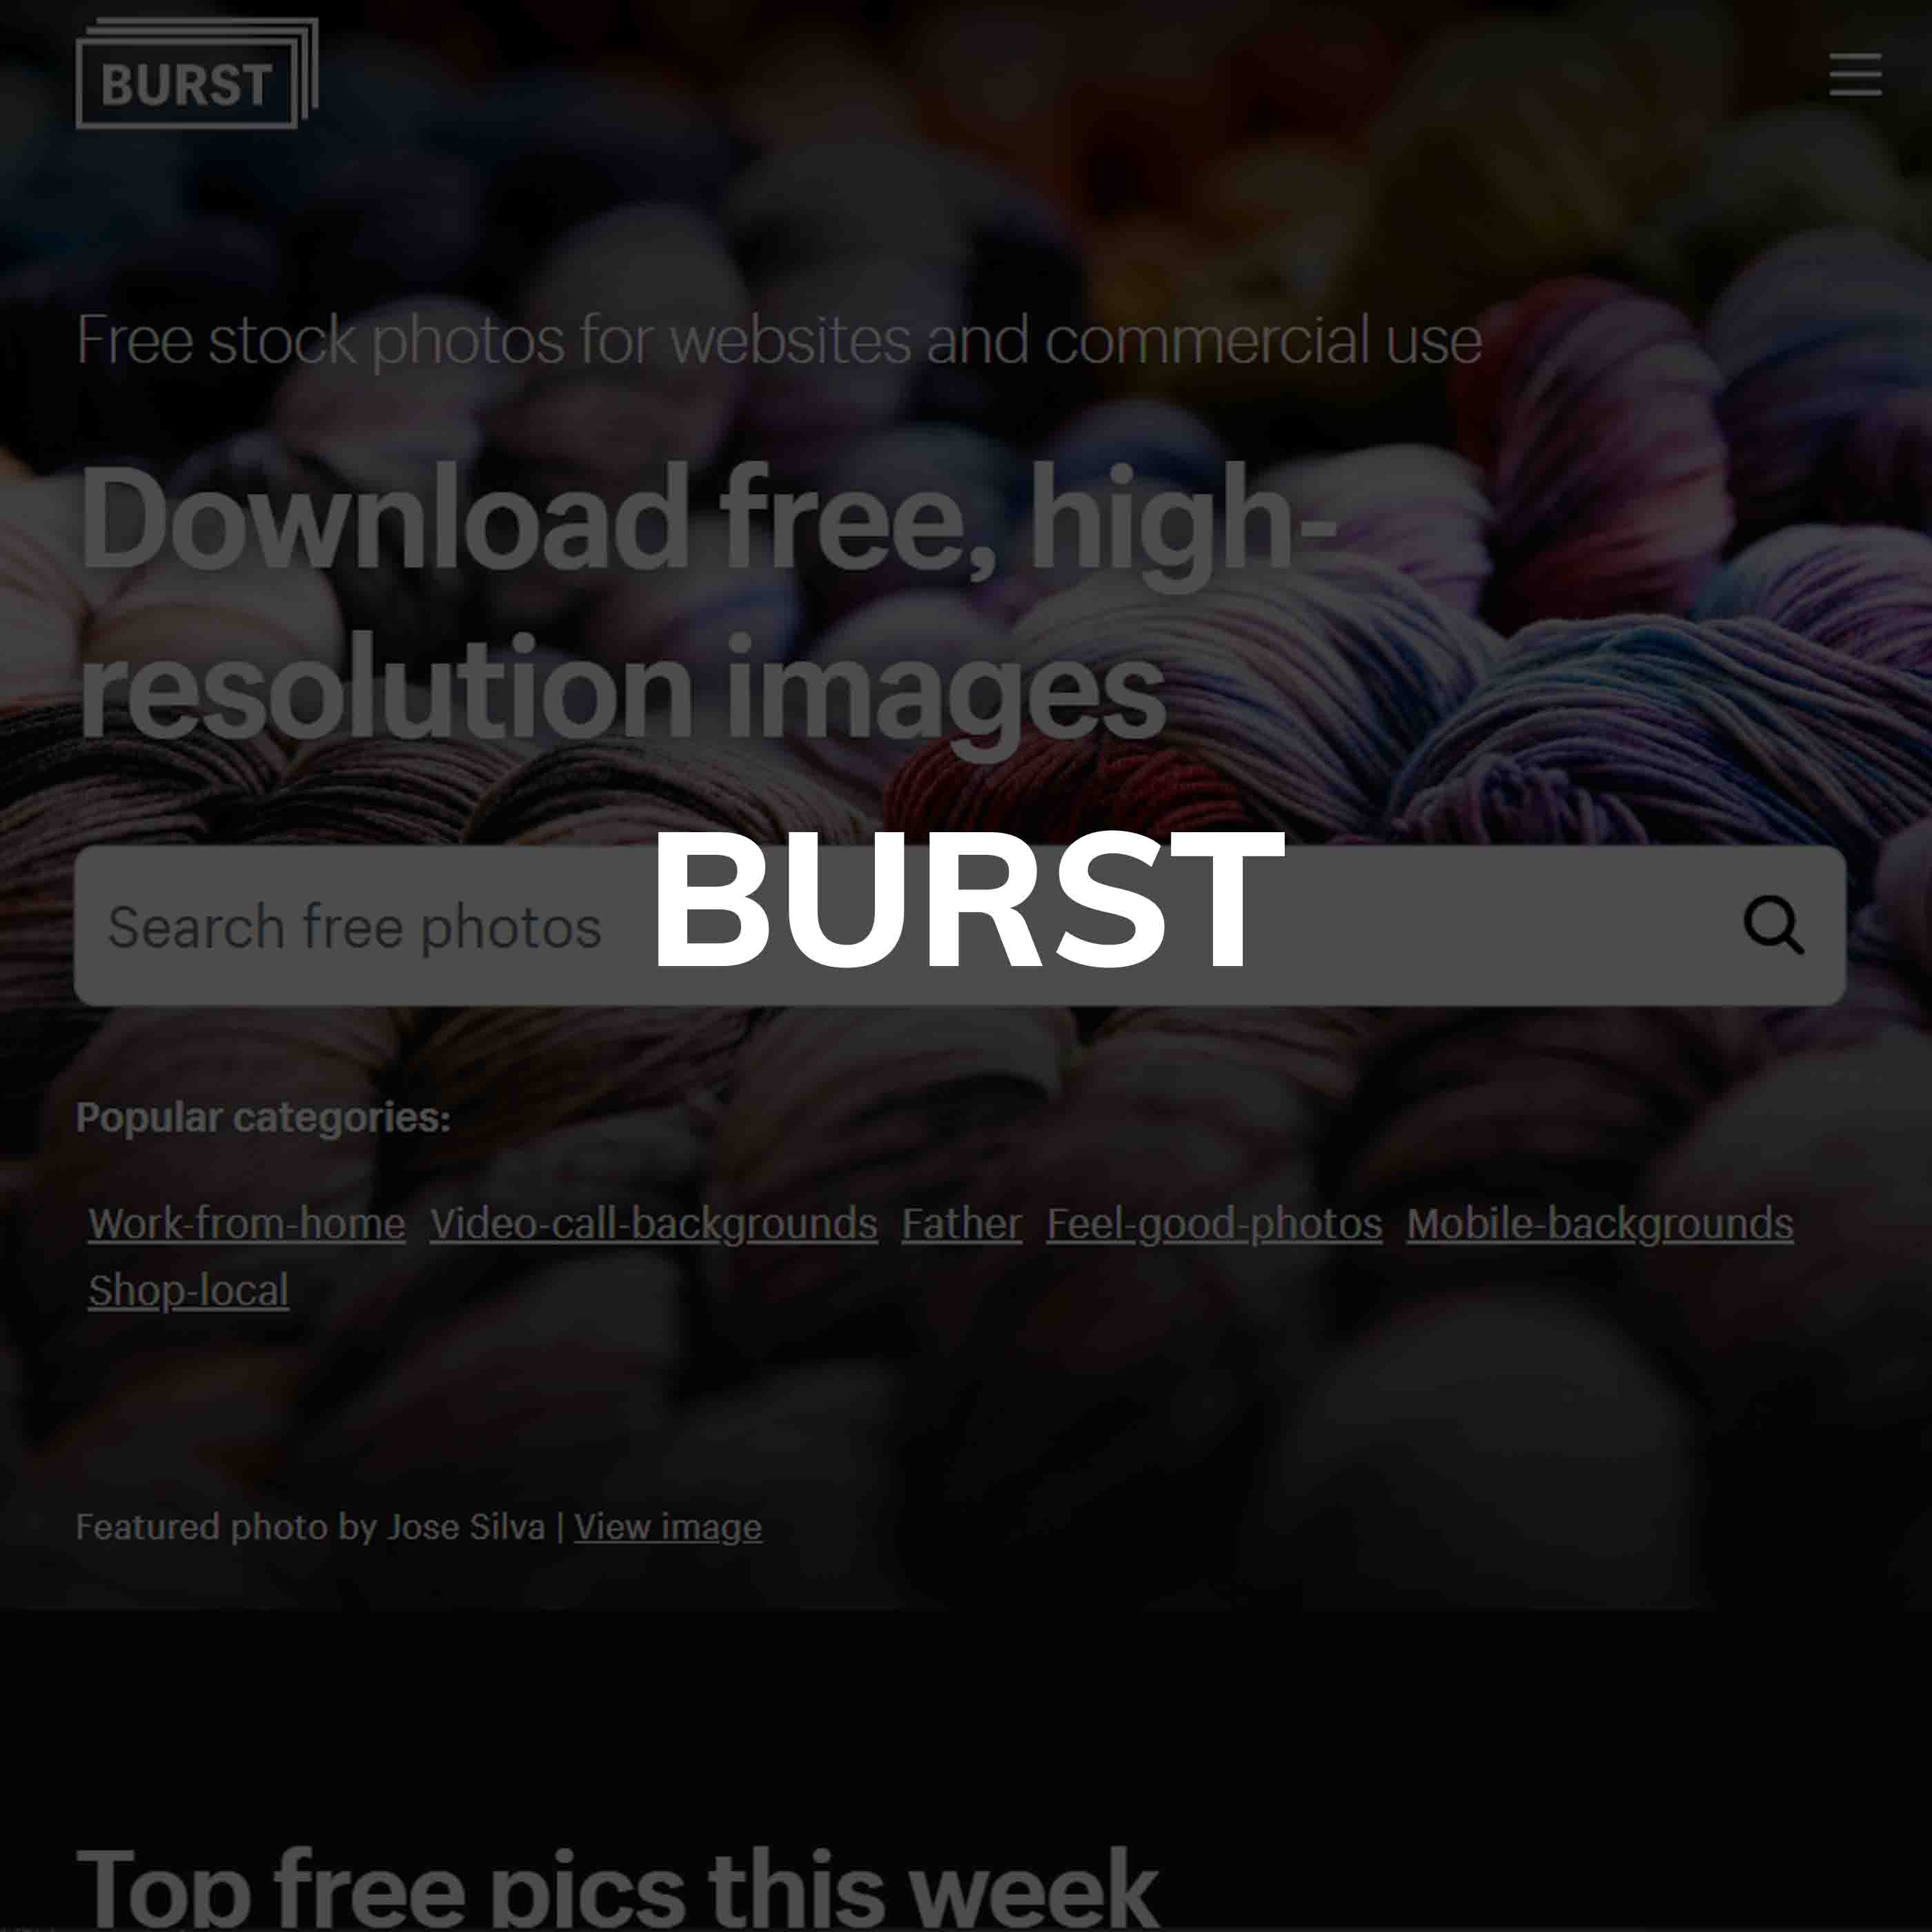 BURST
Free stock photos for websites and commercial use
Download free, high-
resolution images
BURST
Search free photos
Popular categories:
Work-from-home Video-call-backgrounds Father Feel-good-photos Mobile-backgrounds
Shop-local
Featured photo by Jose Silva | View image
Top free pics this week